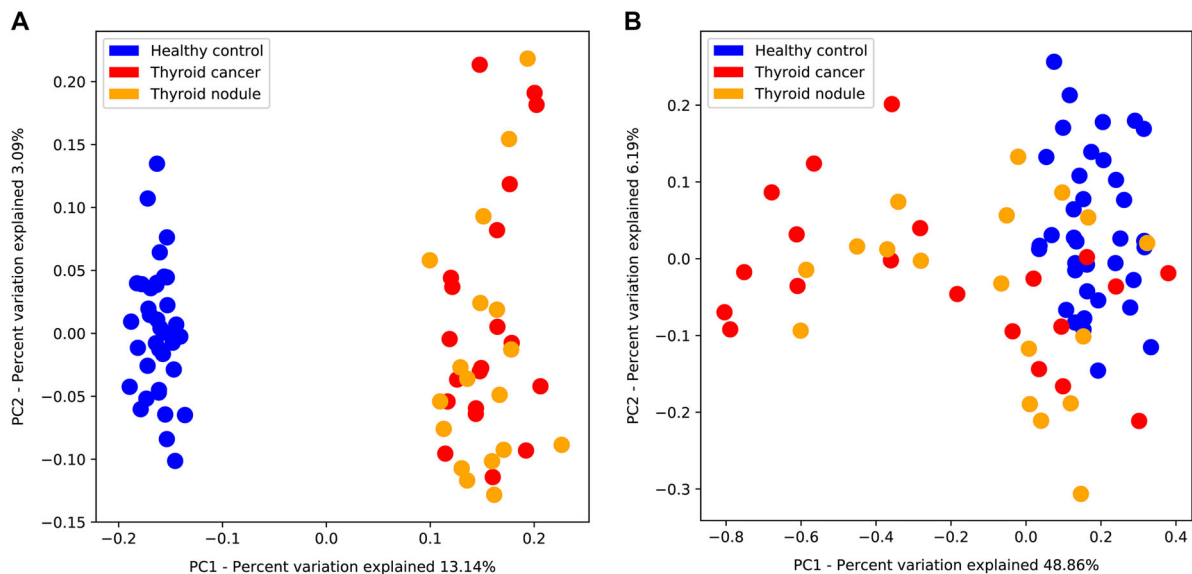 A
Healthy control
Thyroid cancer
Thyroid nodule
PC2 - Percent variation explained 3.09%
0.20
0.15
0.10
0.05
0.00
−0.05
−0.10
−0.15
−0.2
−0.1
0.0
0.1
0.2
PC1 - Percent variation explained 13.14%
B
Healthy control
Thyroid cancer
Thyroid nodule
PC2 - Percent variation explained 6.19%
0.2
0.1
0.0
−0.1
−0.2
−0.3
−0.8
−0.6
−0.4
−0.2
0.0
0.2
0.4
PC1 - Percent variation explained 48.86%